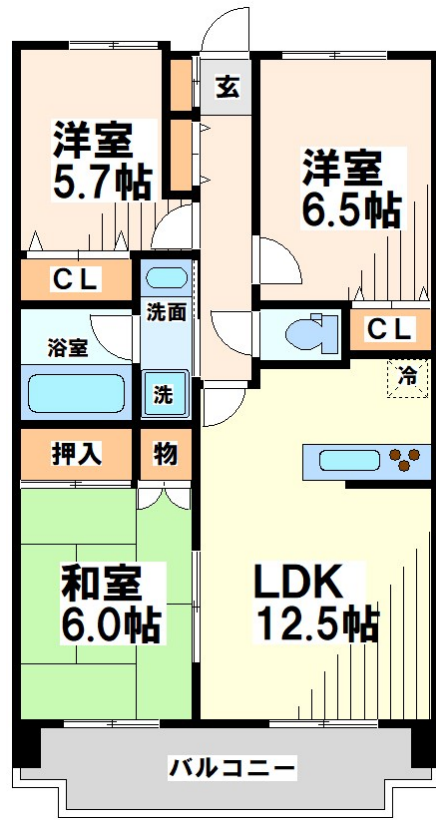 玄
洋室
5.7帖
洋室
6.5帖
CL
洗面
浴室
CL
冷
洗
押入
物
和室
6.0帖
LDK
12.5帖
バルコニー